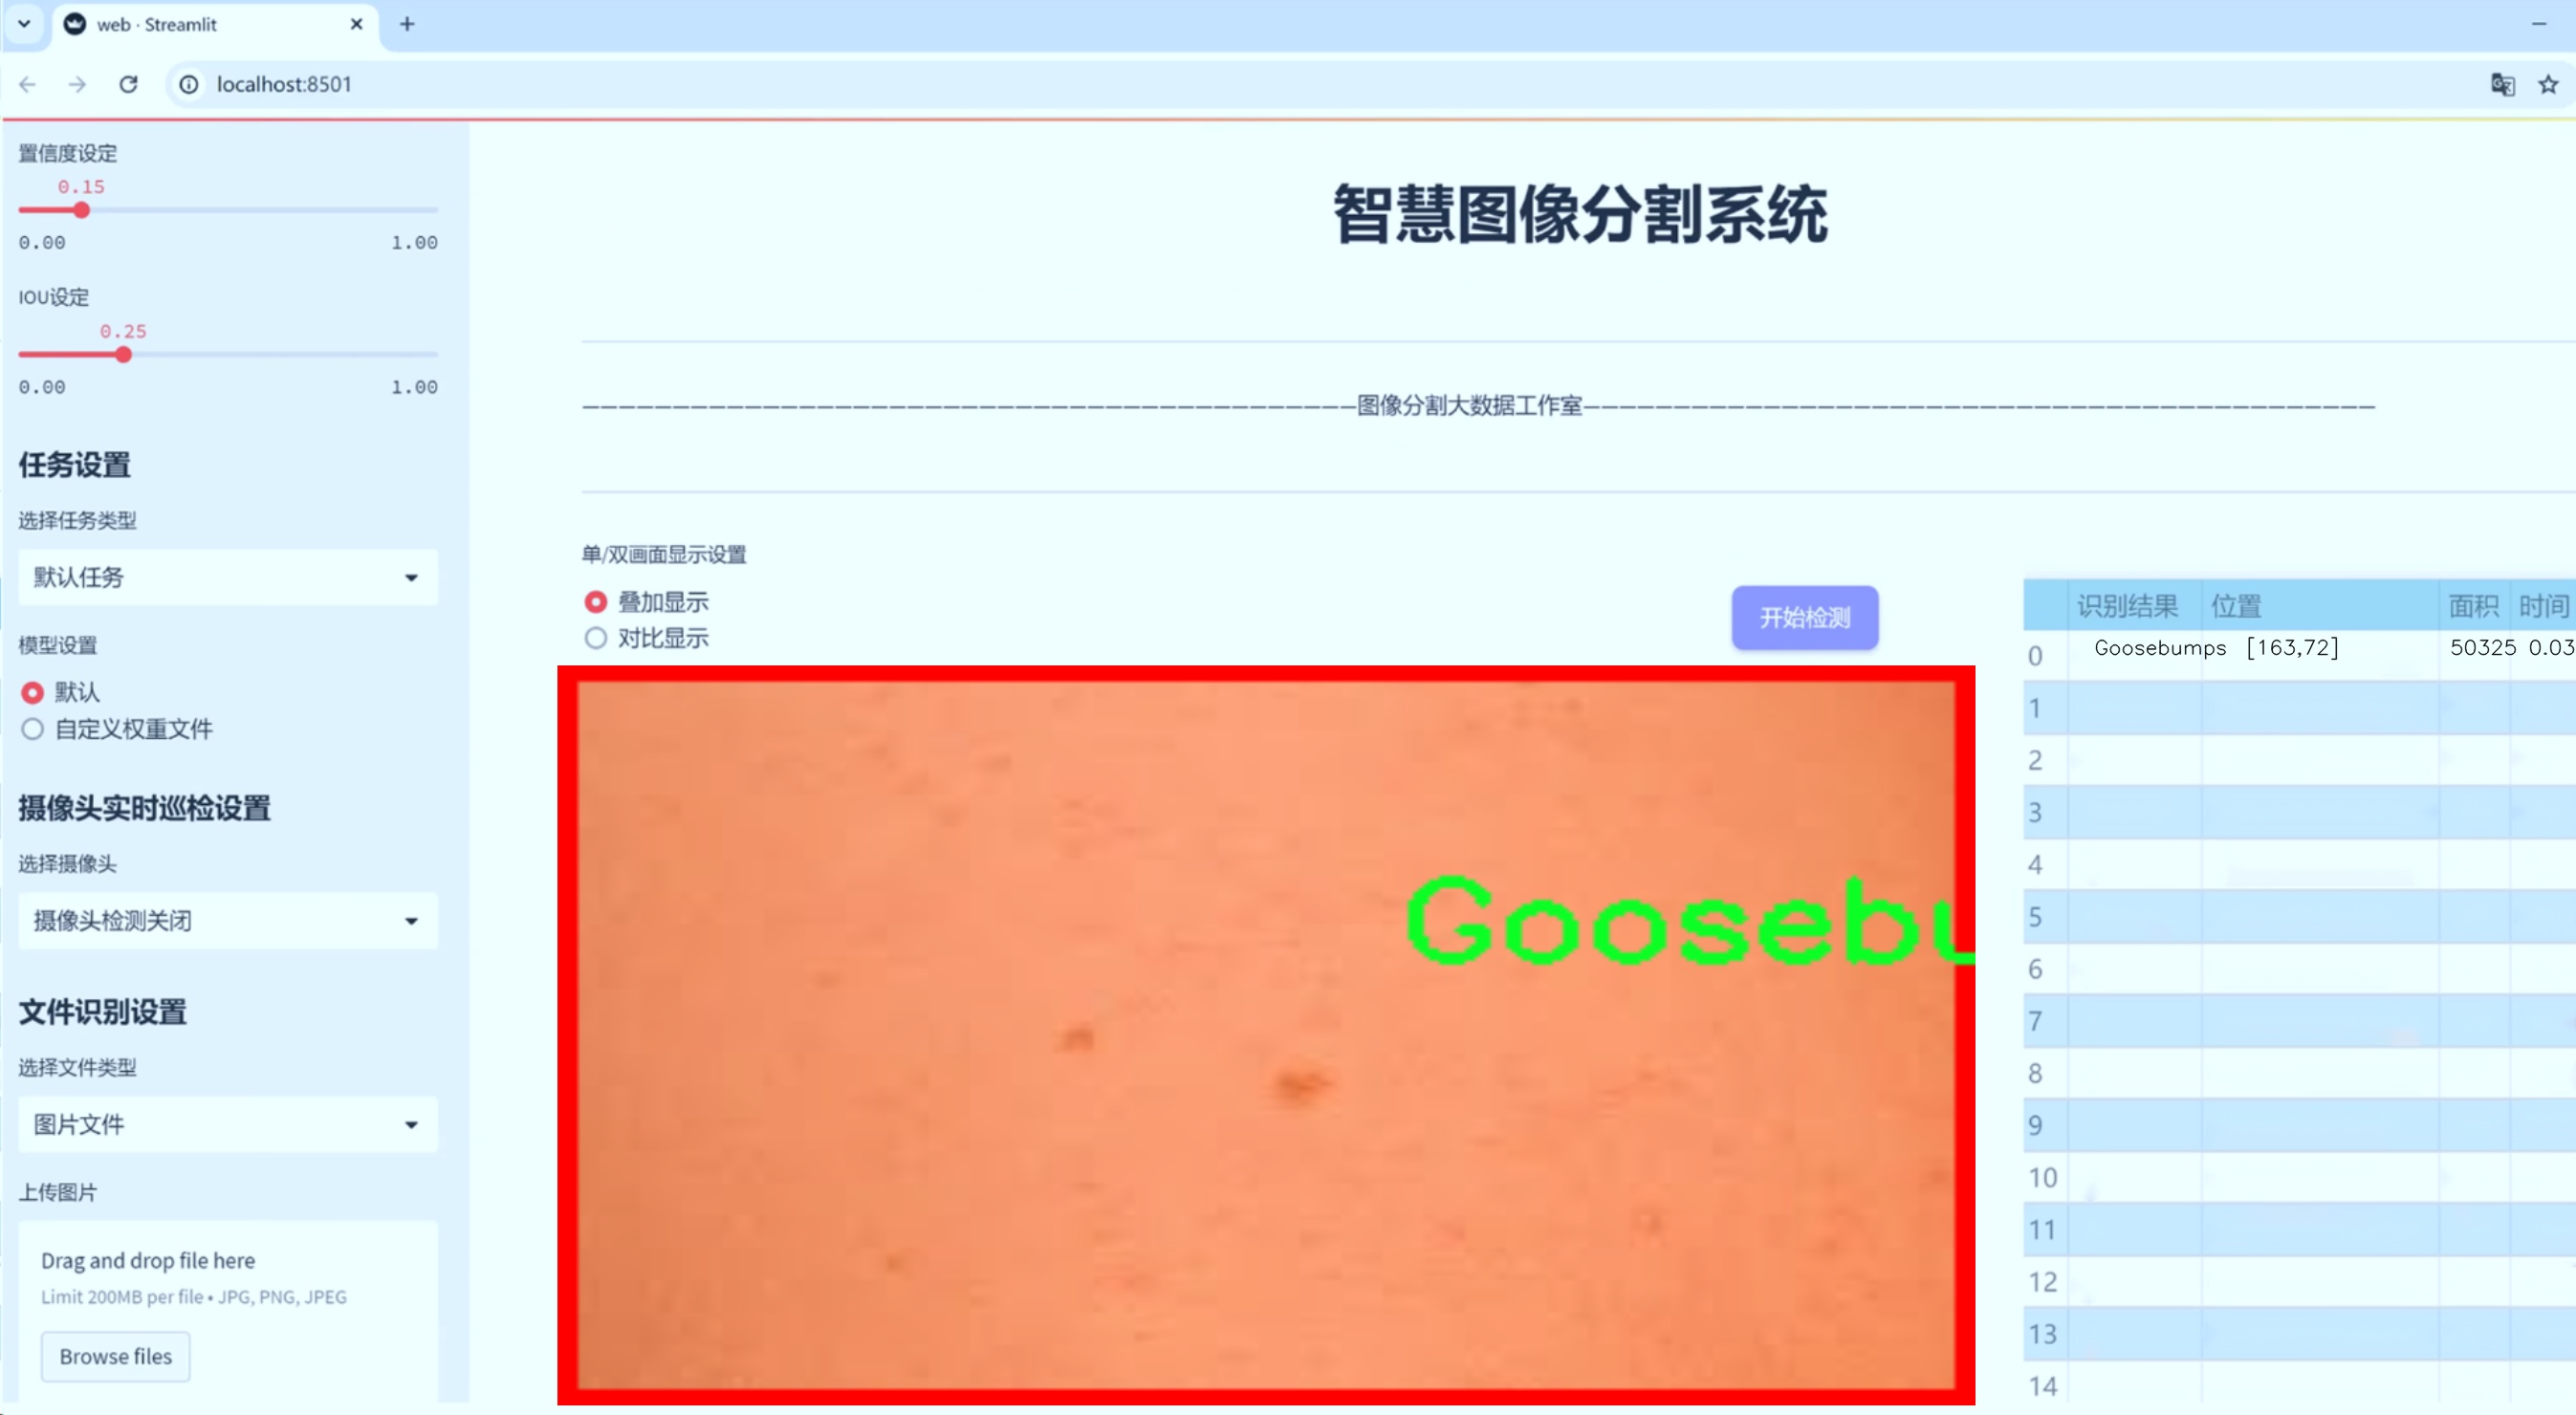 web · Streamlit
localhost:8501
置信度设定
0.15
0.00 1.00
IOU设定
0.25
0.00 1.00
任务设置
选择任务类型
默认任务
模型设置
默认
自定义权重文件
摄像头实时巡检设置
选择摄像头
摄像头检测关闭
文件识别设置
选择文件类型
图片文件
上传图片
Drag and drop file here
Limit 200MB per file • JPG, PNG, JPEG
Browse files
智慧图像分割系统
图像分割大数据工作室
单/双画面显示设置
叠加显示
对比显示
开始检测
Goosebu
识别结果 位置 面积 时间
0 Goosebumps [163,72] 50325 0.03
1
2
3
4
5
6
7
8
9
10
11
12
13
14